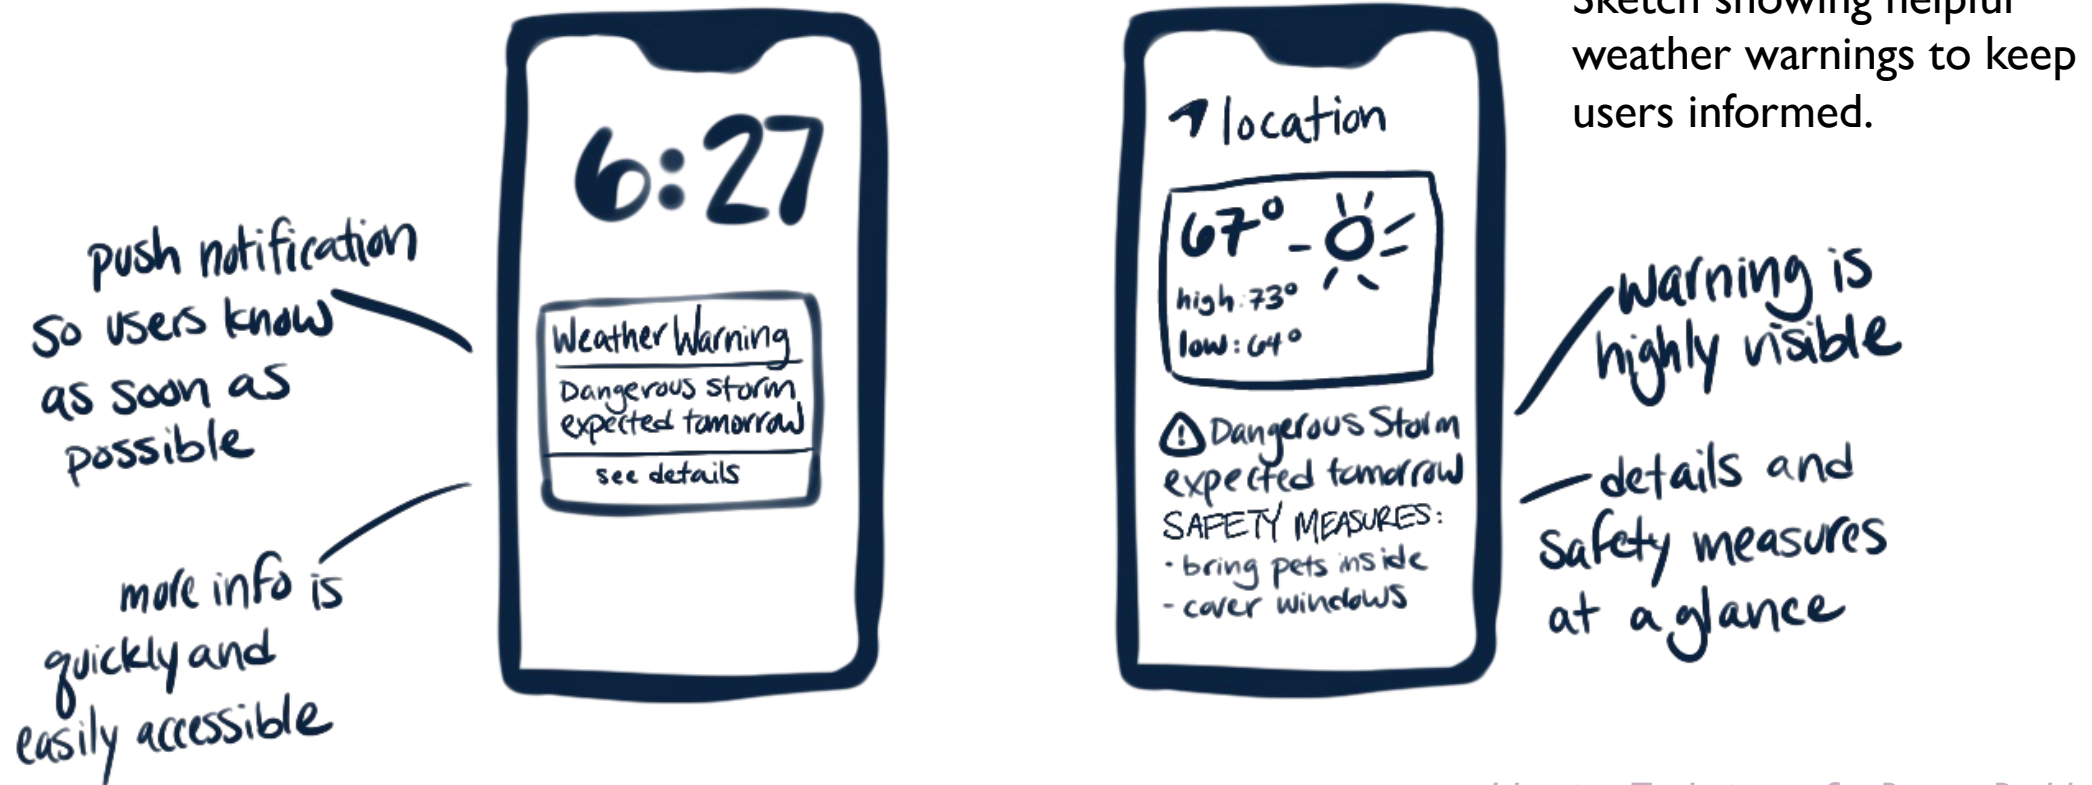 Sketch showing helpful
weather warnings to keep
users informed.
push notification
so users know
as soon as
possible
more info is
quickly and
easily accessible
6:27
Weather Warning
Dangerous storm
expected tomorrow
see details
location
67°
high: 73°
low: 64°
Dangerous Storm
expected tomorrow
SAFETY MEASURES:
· bring pets inside
- cover windows
warning is
highly visible
details and
safety measures
at a glance